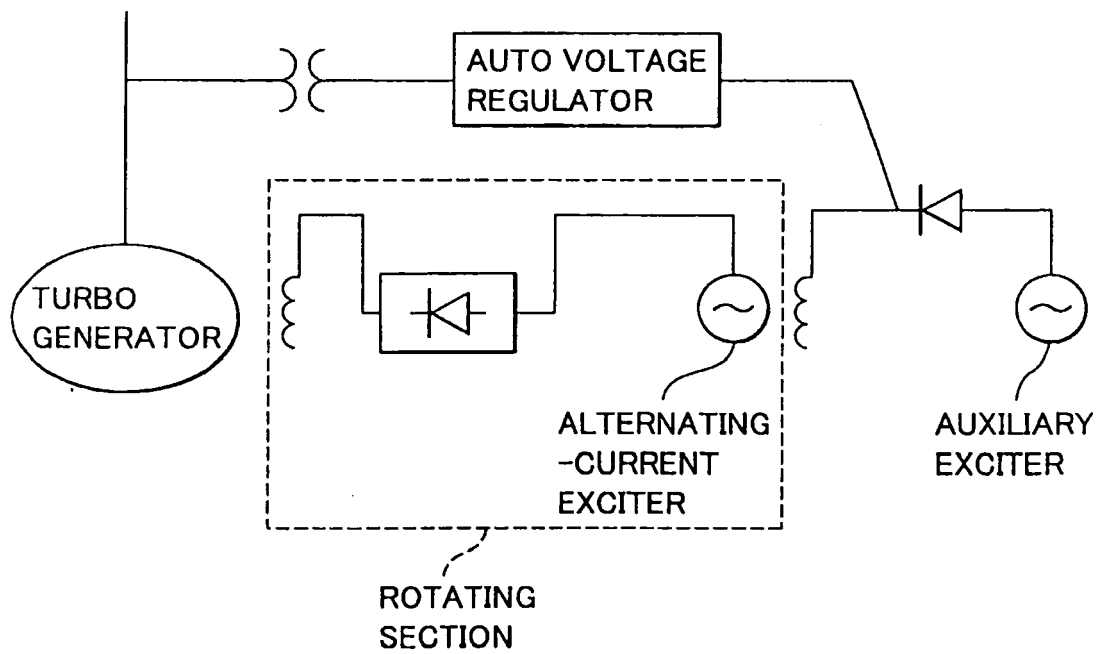 AUTO VOLTAGE
REGULATOR
TURBO
GENERATOR
ALTERNATING
-CURRENT
EXCITER
AUXILIARY
EXCITER
ROTATING
SECTION